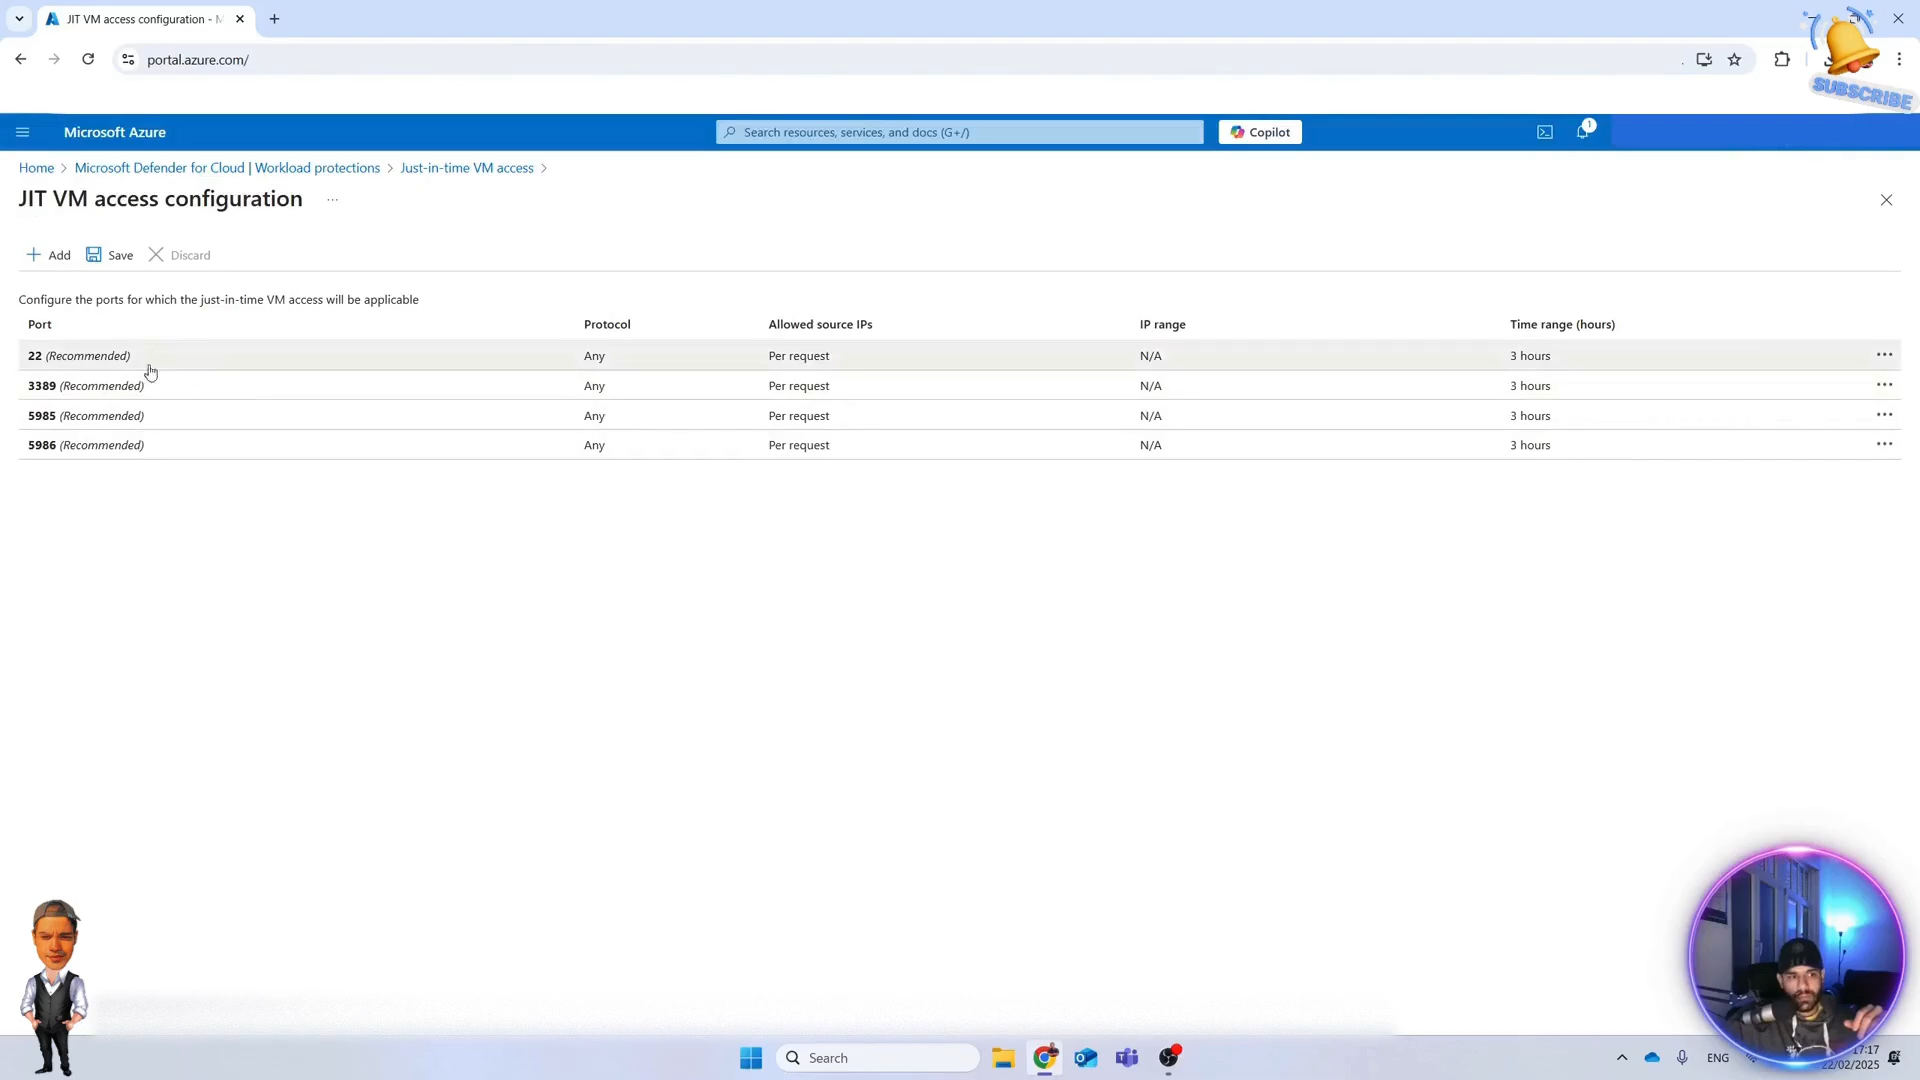 JIT VM access configuration - M
portal.azure.com/
SUBSCRIBE
Microsoft Azure
Search resources, services, and docs (G+/)
Copilot
1
Home > Microsoft Defender for Cloud | Workload protections > Just-in-time VM access >
JIT VM access configuration ...
Add Save Discard
Configure the ports for which the just-in-time VM access will be applicable
Port Protocol Allowed source IPs IP range Time range (hours)
22 (Recommended) Any Per request N/A 3 hours
3389 (Recommended) Any Per request N/A 3 hours
5985 (Recommended) Any Per request N/A 3 hours
5986 (Recommended) Any Per request N/A 3 hours
Search
ENG
17:17
22/02/2025